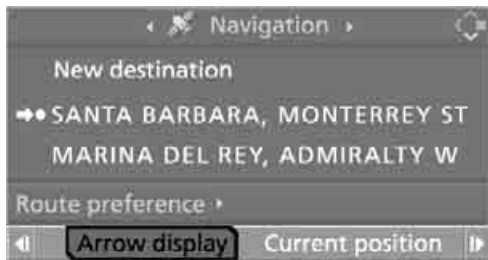 Navigation
New destination
SANTA BARBARA, MONTERREY ST
MARINA DEL REY, ADMIRALTY W
Route preference
Arrow display Current position